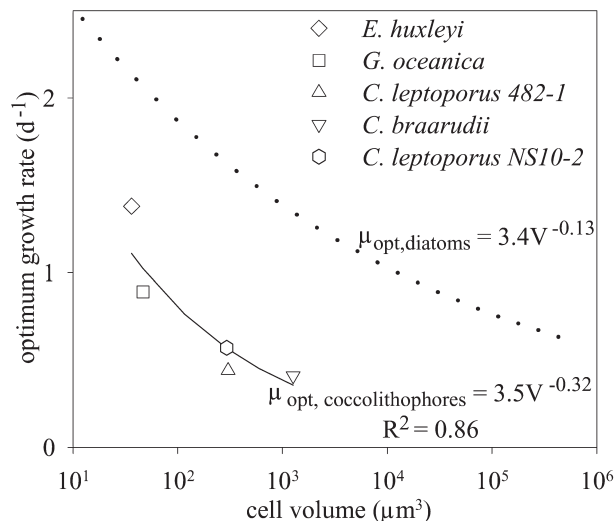 E. huxleyi
G. oceanica
C. leptoporus 482-1
C. braarudii
C. leptoporus NS10-2
2
1
0
optimum growth rate (d⁻¹)
μopt,diatoms = 3.4V⁻⁰·¹³
μopt, coccolithophores = 3.5V⁻⁰·³²
R² = 0.86
10¹ 10² 10³ 10⁴ 10⁵ 10⁶
cell volume (μm³)